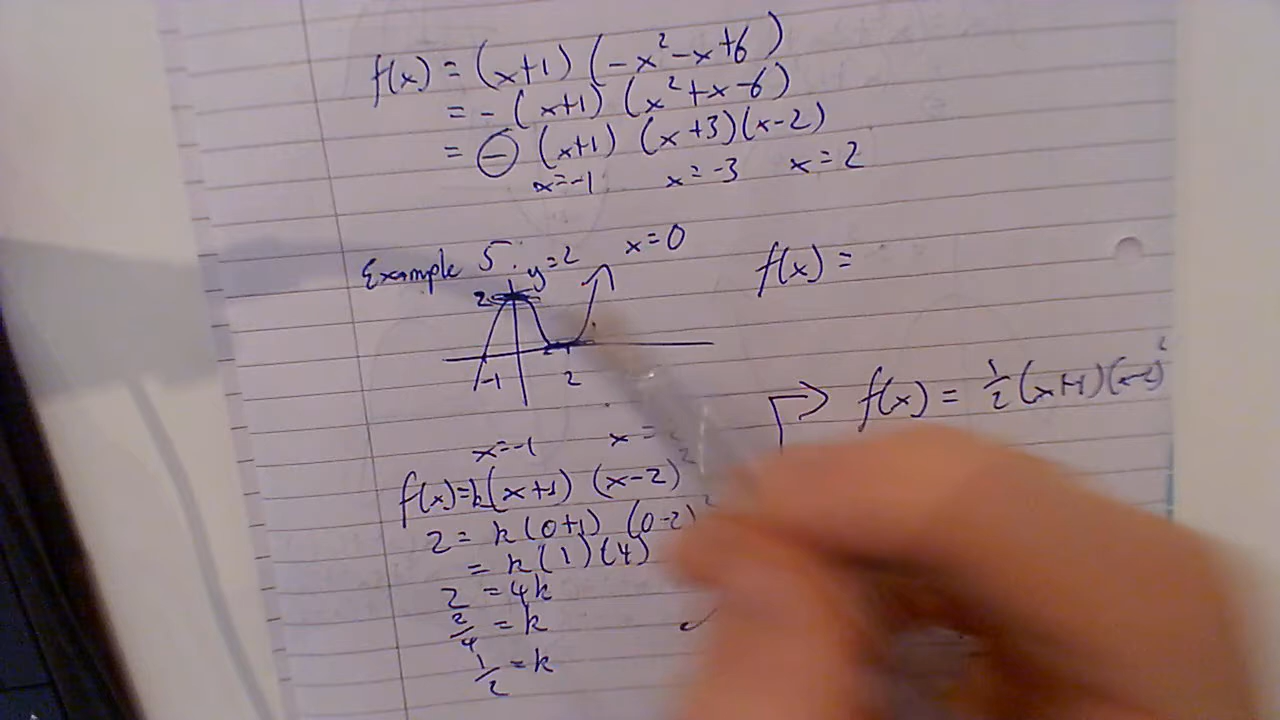 f(x) = (x+1) (-x²-x+6)
= - (x+1) (x²+x-6)
= - (x+1) (x+3)(x-2)
x=-1 x=-3 x=2
Example 5: y=2 x=0
f(x) =
2
-1 2
f(x) = 1/2 (x+1)(x-2)²
x=-1 x=
f(x)=k(x+1) (x-2)²
2 = k(0+1) (0-2)²
= k(1)(4)
2 = 4k
2/4 = k
1/2 = k